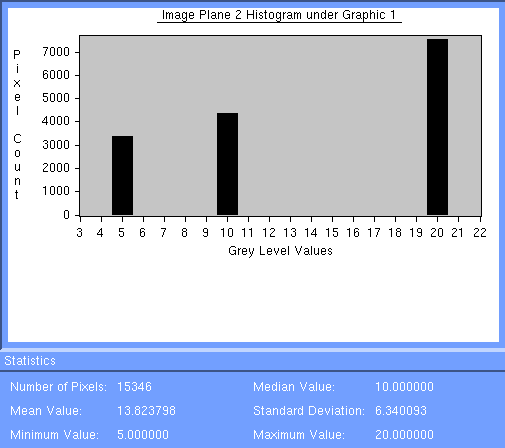 Image Plane 2 Histogram under Graphic 1
Pixel Count
7000
6000
5000
4000
3000
2000
1000
0
3 4 5 6 7 8 9 10 11 12 13 14 15 16 17 18 19 20 21 22
Grey Level Values
Statistics
Number of Pixels: 15346 Median Value: 10.000000
Mean Value: 13.823798 Standard Deviation: 6.340093
Minimum Value: 5.000000 Maximum Value: 20.000000